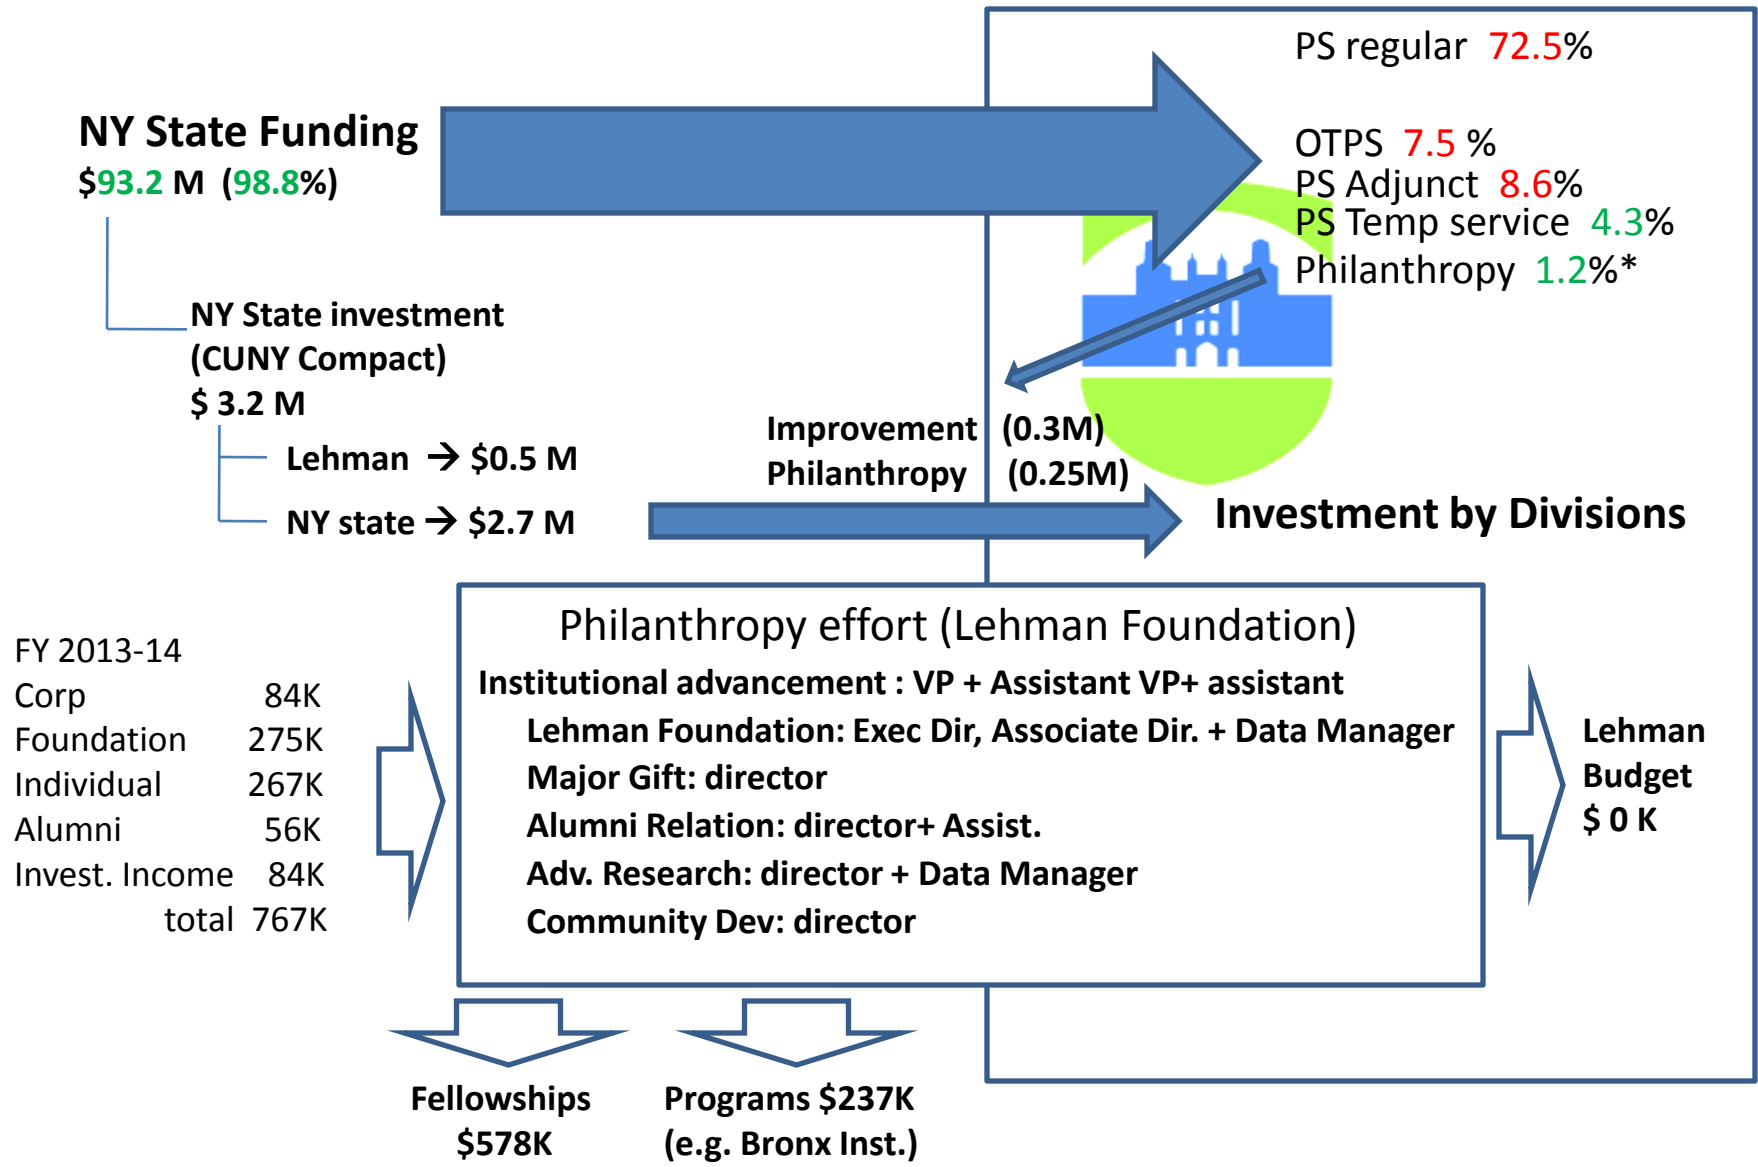 PS regular 72.5%
NY State Funding
$93.2 M (98.8%)
OTPS 7.5 %
PS Adjunct 8.6%
PS Temp service 4.3%
Philanthropy 1.2%*
NY State investment
(CUNY Compact)
$ 3.2 M
Lehman → $0.5 M
NY state → $2.7 M
Improvement (0.3M)
Philanthropy (0.25M)
Investment by Divisions
FY 2013-14
Corp 84K
Foundation 275K
Individual 267K
Alumni 56K
Invest. Income 84K
total 767K
Philanthropy effort (Lehman Foundation)
Institutional advancement : VP + Assistant VP+ assistant
Lehman Foundation: Exec Dir, Associate Dir. + Data Manager
Major Gift: director
Alumni Relation: director+ Assist.
Adv. Research: director + Data Manager
Community Dev: director
Lehman
Budget
$ 0 K
Fellowships
$578K
Programs $237K
(e.g. Bronx Inst.)